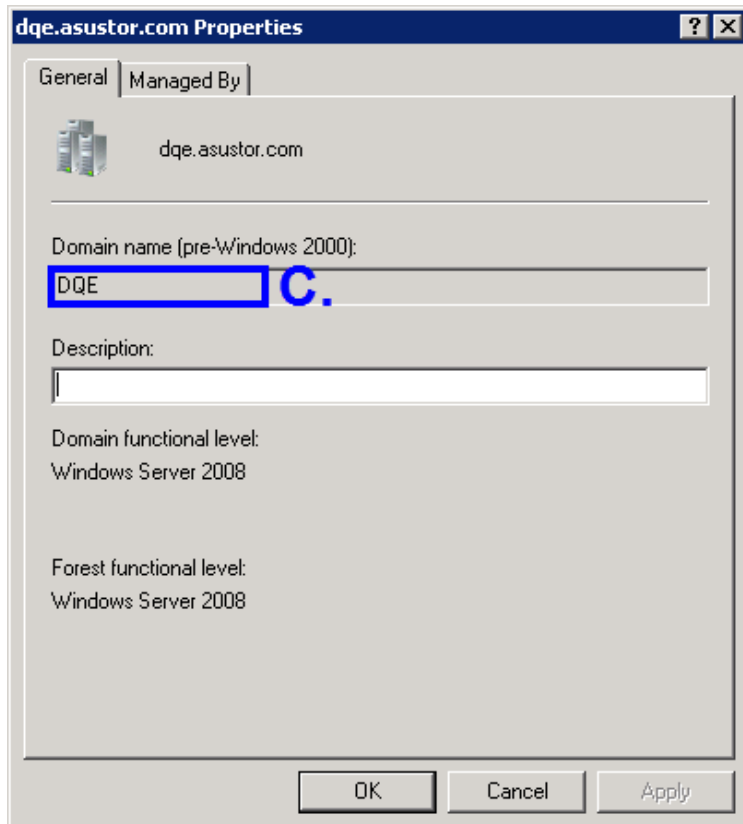 dqe.asustor.com Properties
General Managed By
dqe.asustor.com
Domain name (pre-Windows 2000):
DQE C.
Description:
Domain functional level:
Windows Server 2008
Forest functional level:
Windows Server 2008
OK Cancel Apply